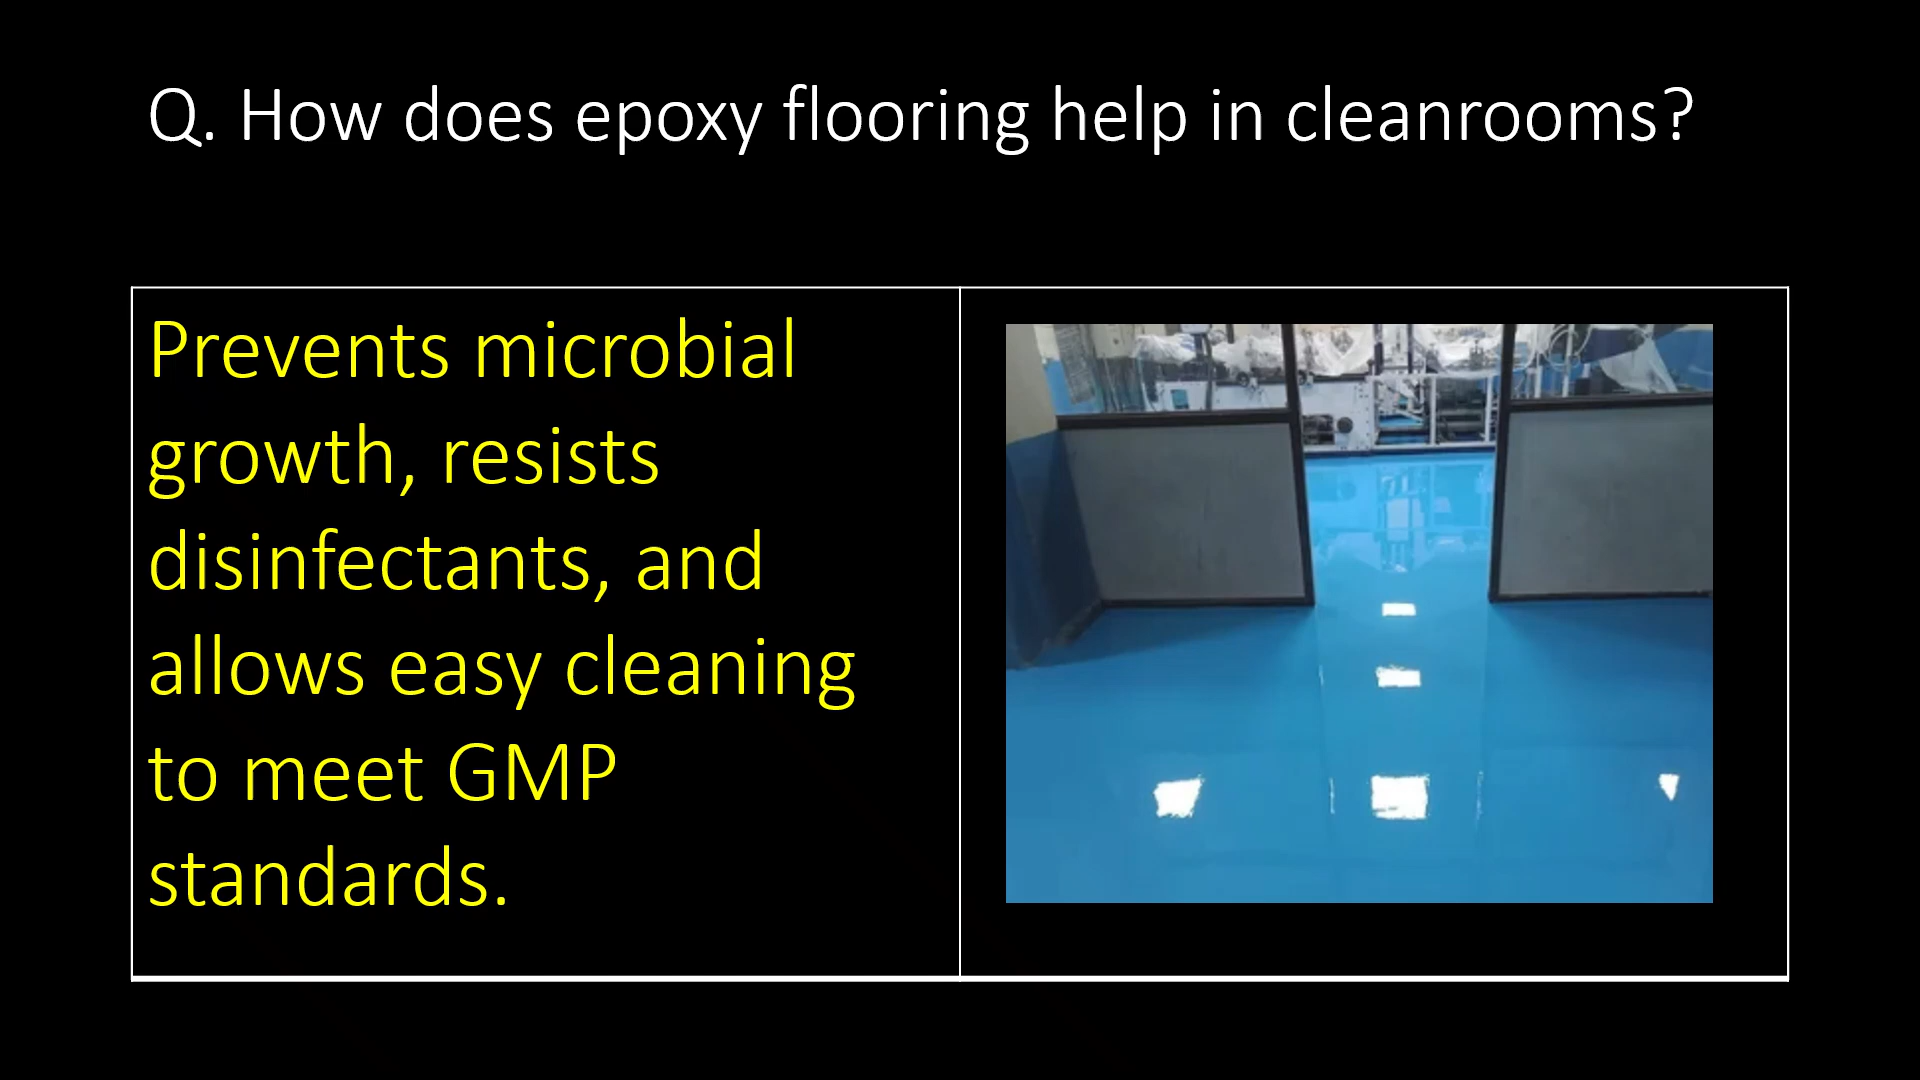 Q. How does epoxy flooring help in cleanrooms?
Prevents microbial
growth, resists
disinfectants, and
allows easy cleaning
to meet GMP
standards.